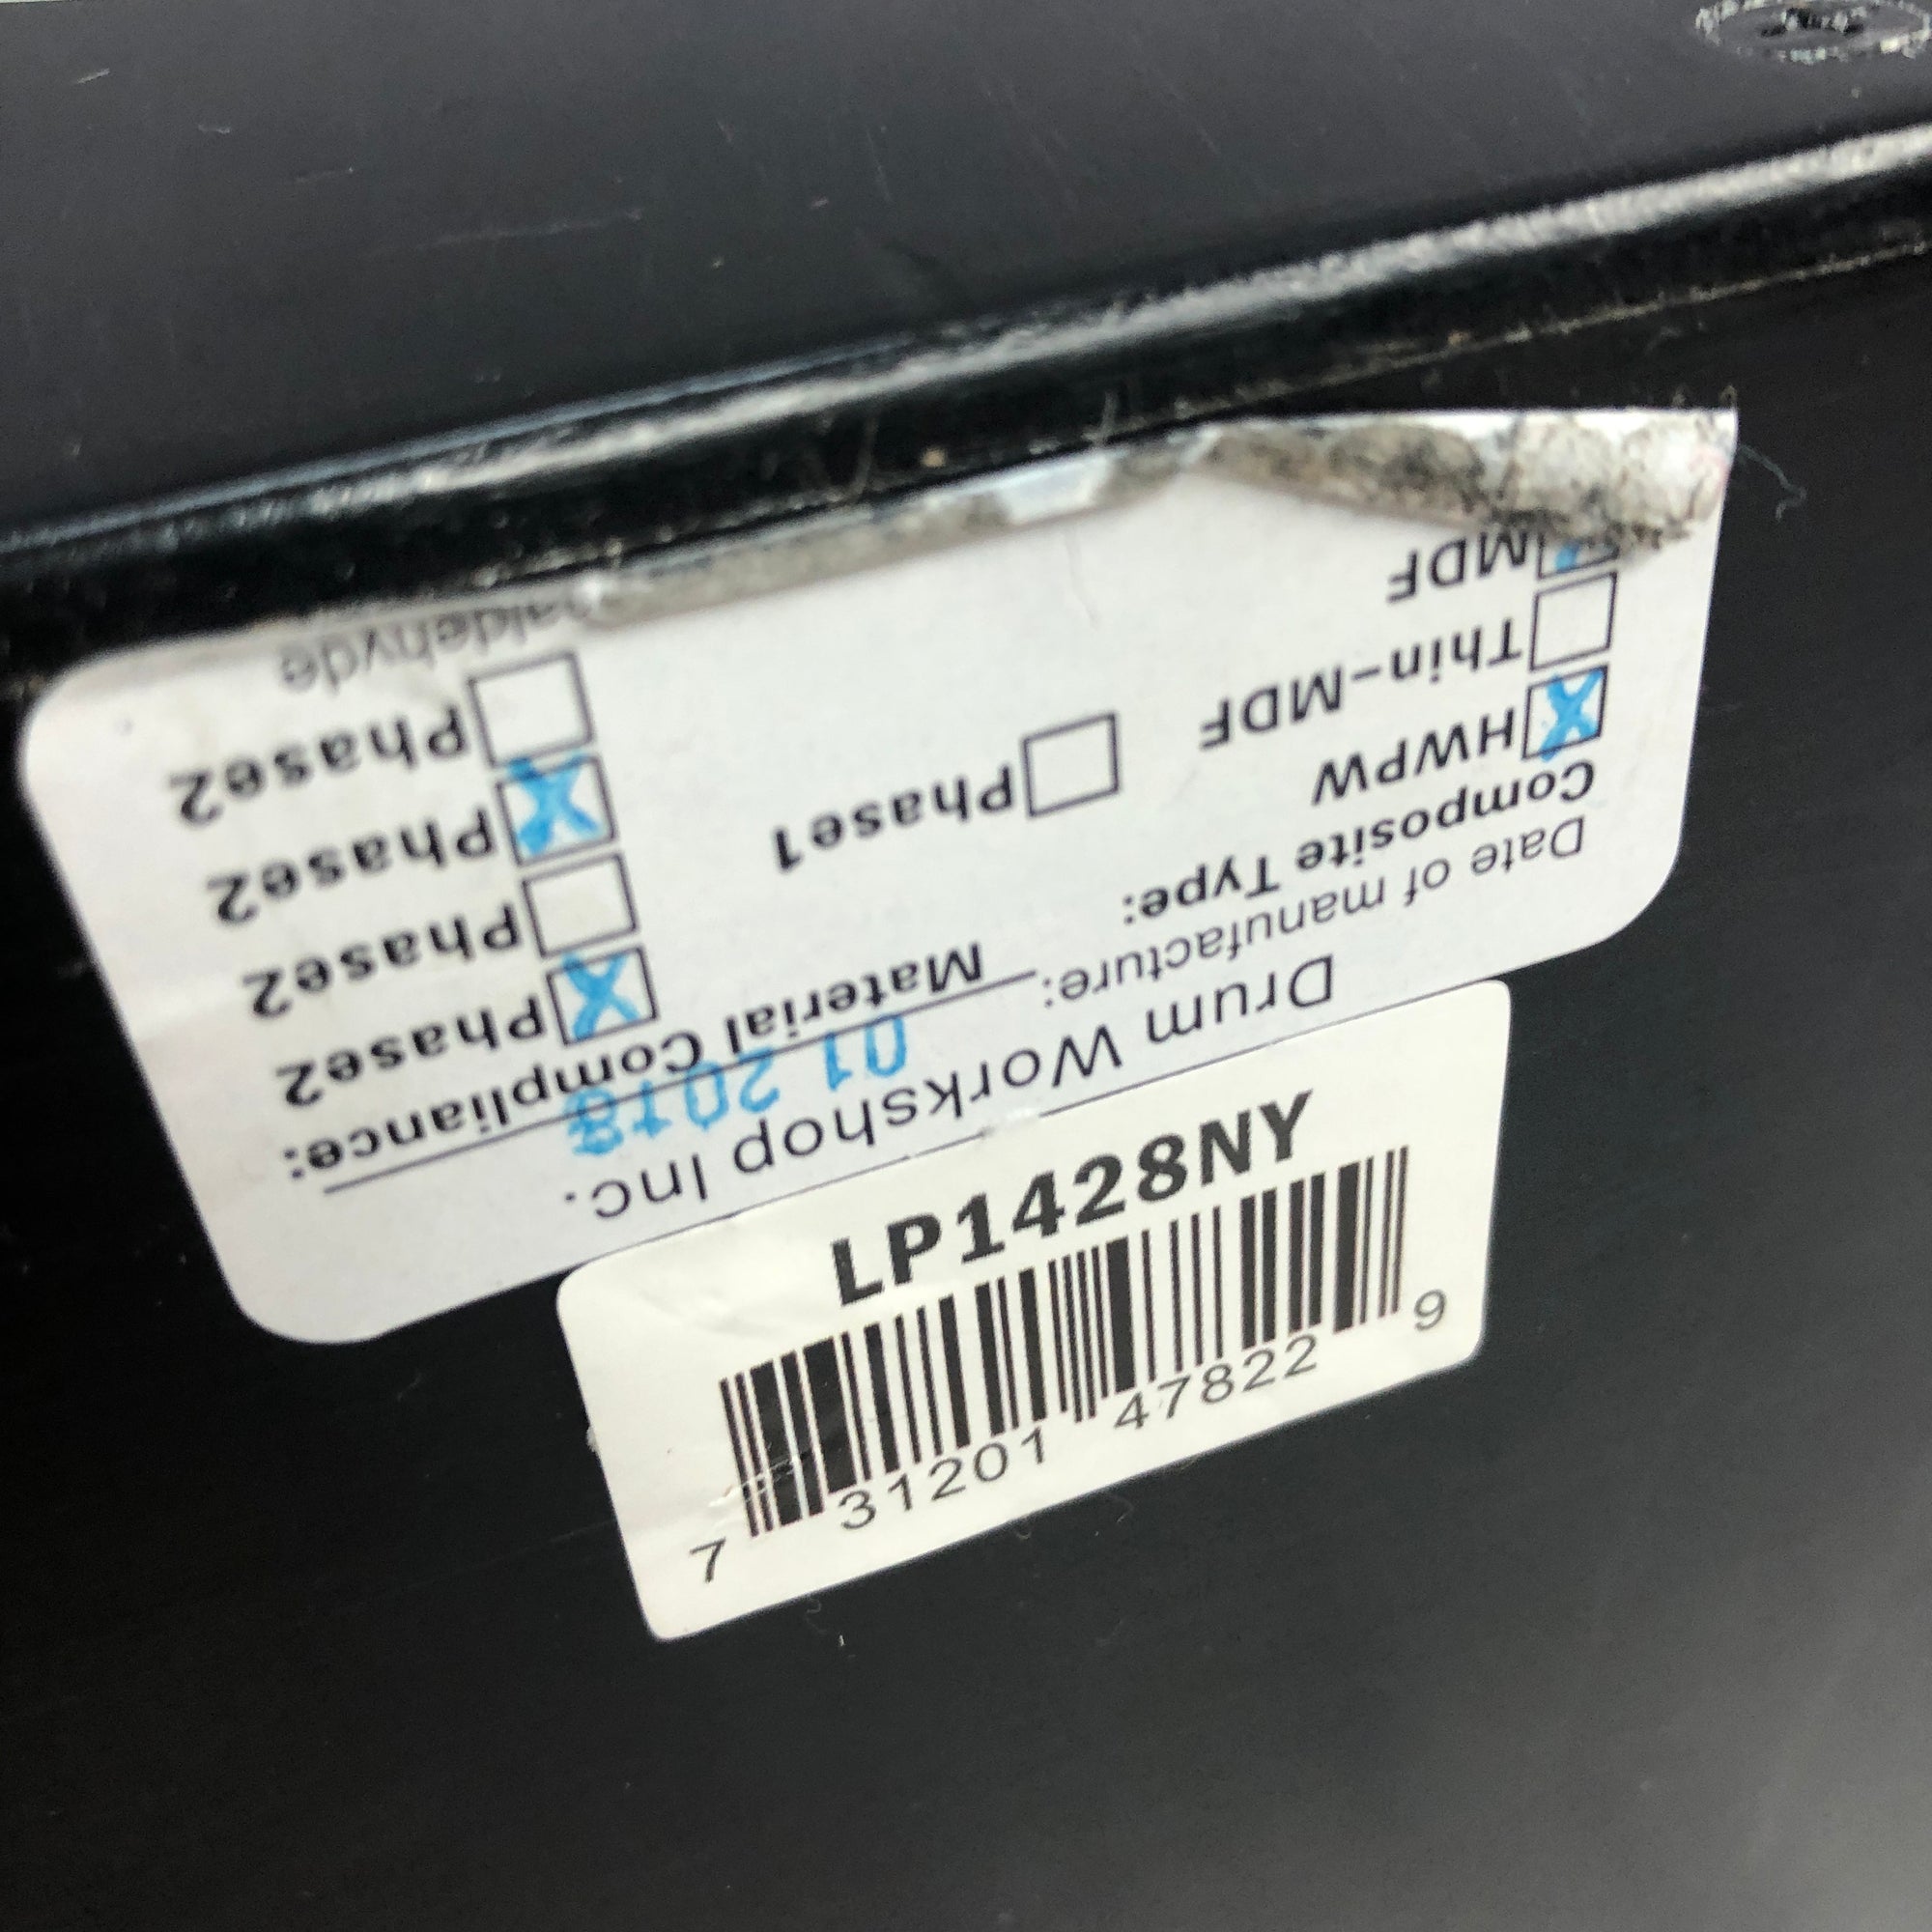 Drum Workshop Inc.
Date of manufacture: 01 2018
Composite Type: Material Compliance:
HWPW Phase2
Thin-MDF Phase1 Phase2
MDF Phase2
Phase2
LP1428NY
7 31201 47822 9